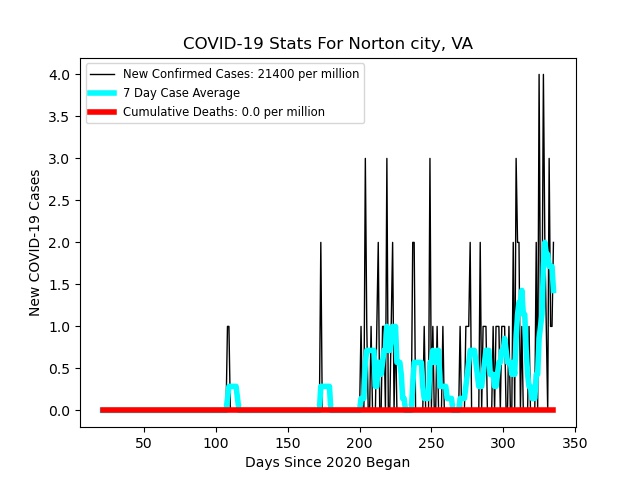 COVID-19 Stats For Norton city, VA
New Confirmed Cases: 21400 per million
7 Day Case Average
Cumulative Deaths: 0.0 per million
New COVID-19 Cases
4.0
3.5
3.0
2.5
2.0
1.5
1.0
0.5
0.0
50 100 150 200 250 300 350
Days Since 2020 Began